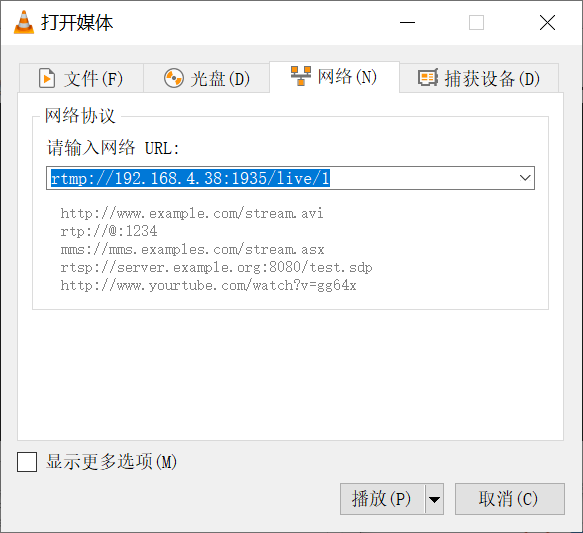 打开媒体
文件(F)
光盘(D)
网络(N)
捕获设备(D)
网络协议
请输入网络 URL:
rtmp://192.168.4.38:1935/live/1
http://www.example.com/stream.avi
rtp://@:1234
mms://mms.examples.com/stream.asx
rtsp://server.example.org:8080/test.sdp
http://www.yourtube.com/watch?v=gg64x
显示更多选项(M)
播放(P)
取消(C)